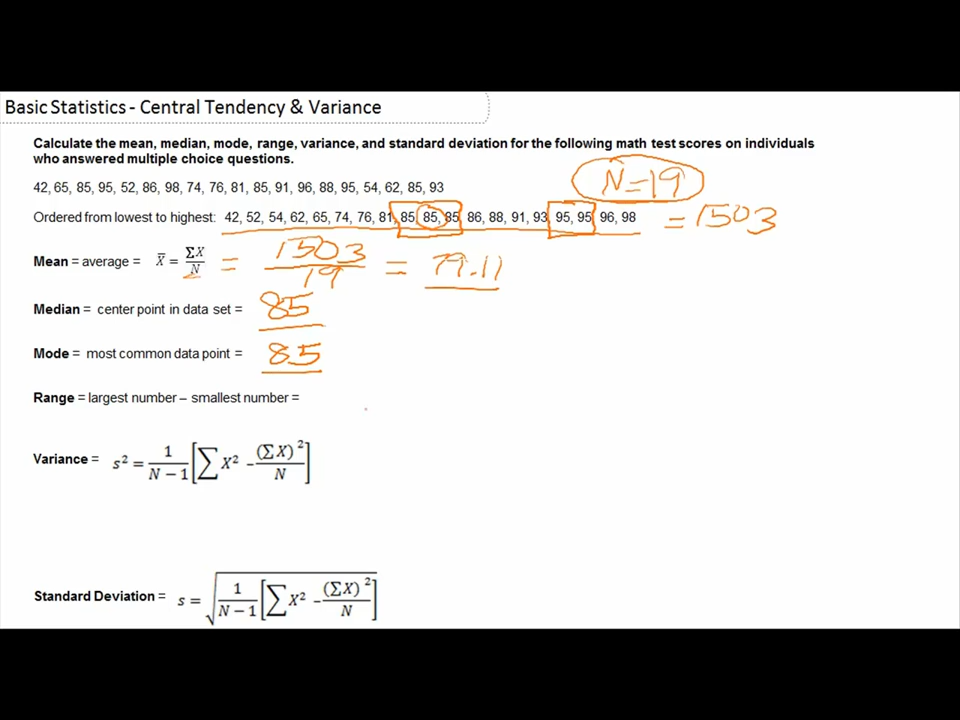 Basic Statistics - Central Tendency & Variance
Calculate the mean, median, mode, range, variance, and standard deviation for the following math test scores on individuals
who answered multiple choice questions.
42, 65, 85, 95, 52, 86, 98, 74, 76, 81, 85, 91, 96, 88, 95, 54, 62, 85, 93
N=19
Ordered from lowest to highest: 42, 52, 54, 62, 65, 74, 76, 81, 85, 85, 85, 86, 88, 91, 93, 95, 95, 96, 98 = 1503
Mean = average = X̅ = ΣX/N = 1503/19 = 79.11
Median = center point in data set = 85
Mode = most common data point = 85
Range = largest number – smallest number =
Variance = s² = 1/(N − 1) [∑X² − (∑X)²/N]
Standard Deviation = s = √(1/(N − 1) [∑X² − (∑X)²/N])